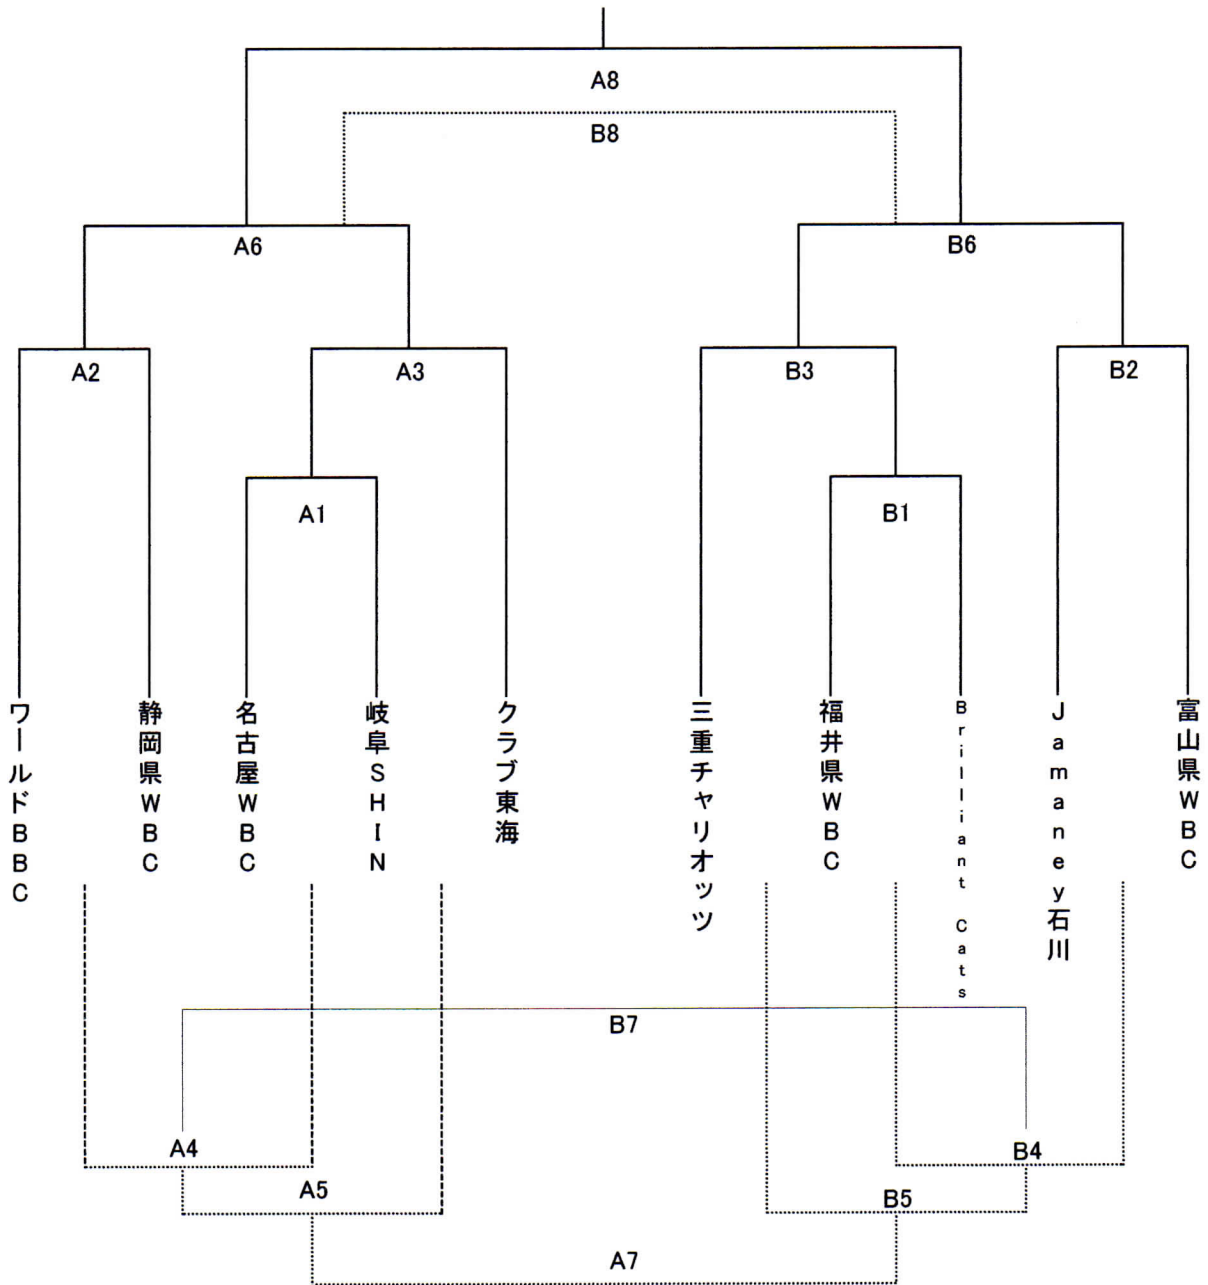 A8
B8
A6
B6
A2
A3
B3
B2
A1
B1
ワールドBBC
静岡県WBC
名古屋WBC
岐阜SHIN
クラブ東海
三重チャリオッツ
福井県WBC
Brilliant Cats
Jamaney石川
富山県WBC
B7
A4
B4
A5
B5
A7